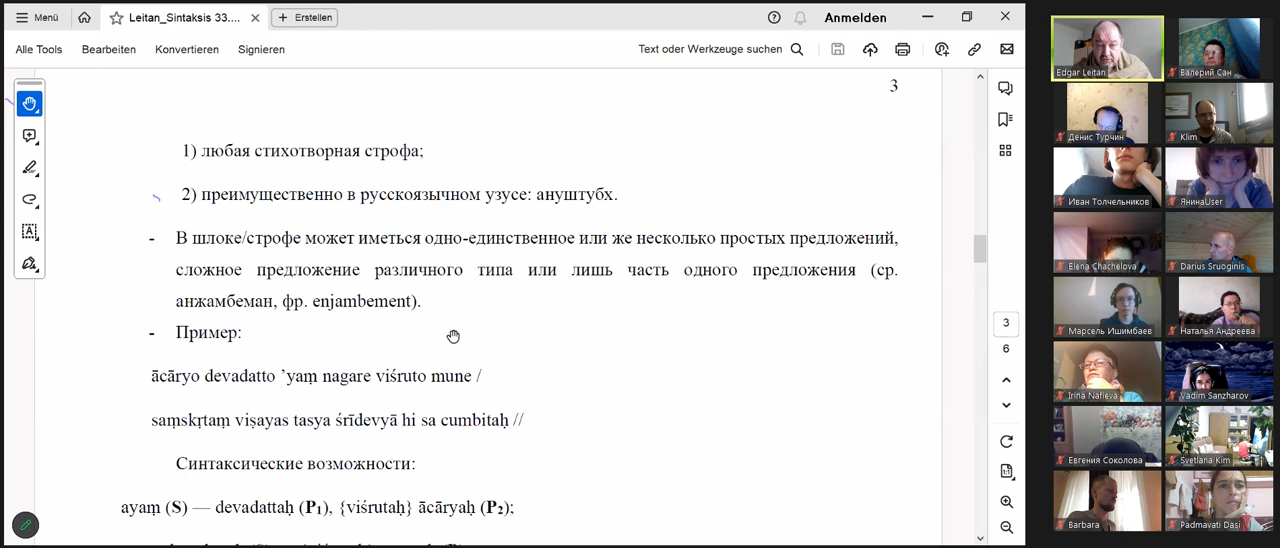 Menü
Leitan_Sintaksis 33....
Erstellen
Anmelden
Alle Tools
Bearbeiten
Konvertieren
Signieren
Text oder Werkzeuge suchen
3
1) любая стихотворная строфа;
2) преимущественно в русскоязычном узусе: ануштубх.
- В шлоке/строфе может иметься одно-единственное или же несколько простых предложений,
сложное предложение различного типа или лишь часть одного предложения (ср.
анжамбеман, фр. enjambement).
- Пример:
ācāryo devadatto ’yaṃ nagare viśruto mune /
saṃskṛtaṃ viṣayas tasya śrīdevyā hi sa cumbitaḥ //
Синтаксические возможности:
ayaṃ (S) — devadattaḥ (P₁), {viśrutaḥ} ācāryaḥ (P₂);
3
6
Edgar Leitan
Валерий Сан
Денис Турчин
Klim
Иван Толчельников
ЯнинаUser
Elena Chachelova
Darius Sruoginis
Марсель Ишимбаев
Наталья Андреева
Irina Nafieva
Vadim Sanzharov
Евгения Соколова
Svetlana Kim
Barbara
Padmavati Dasi